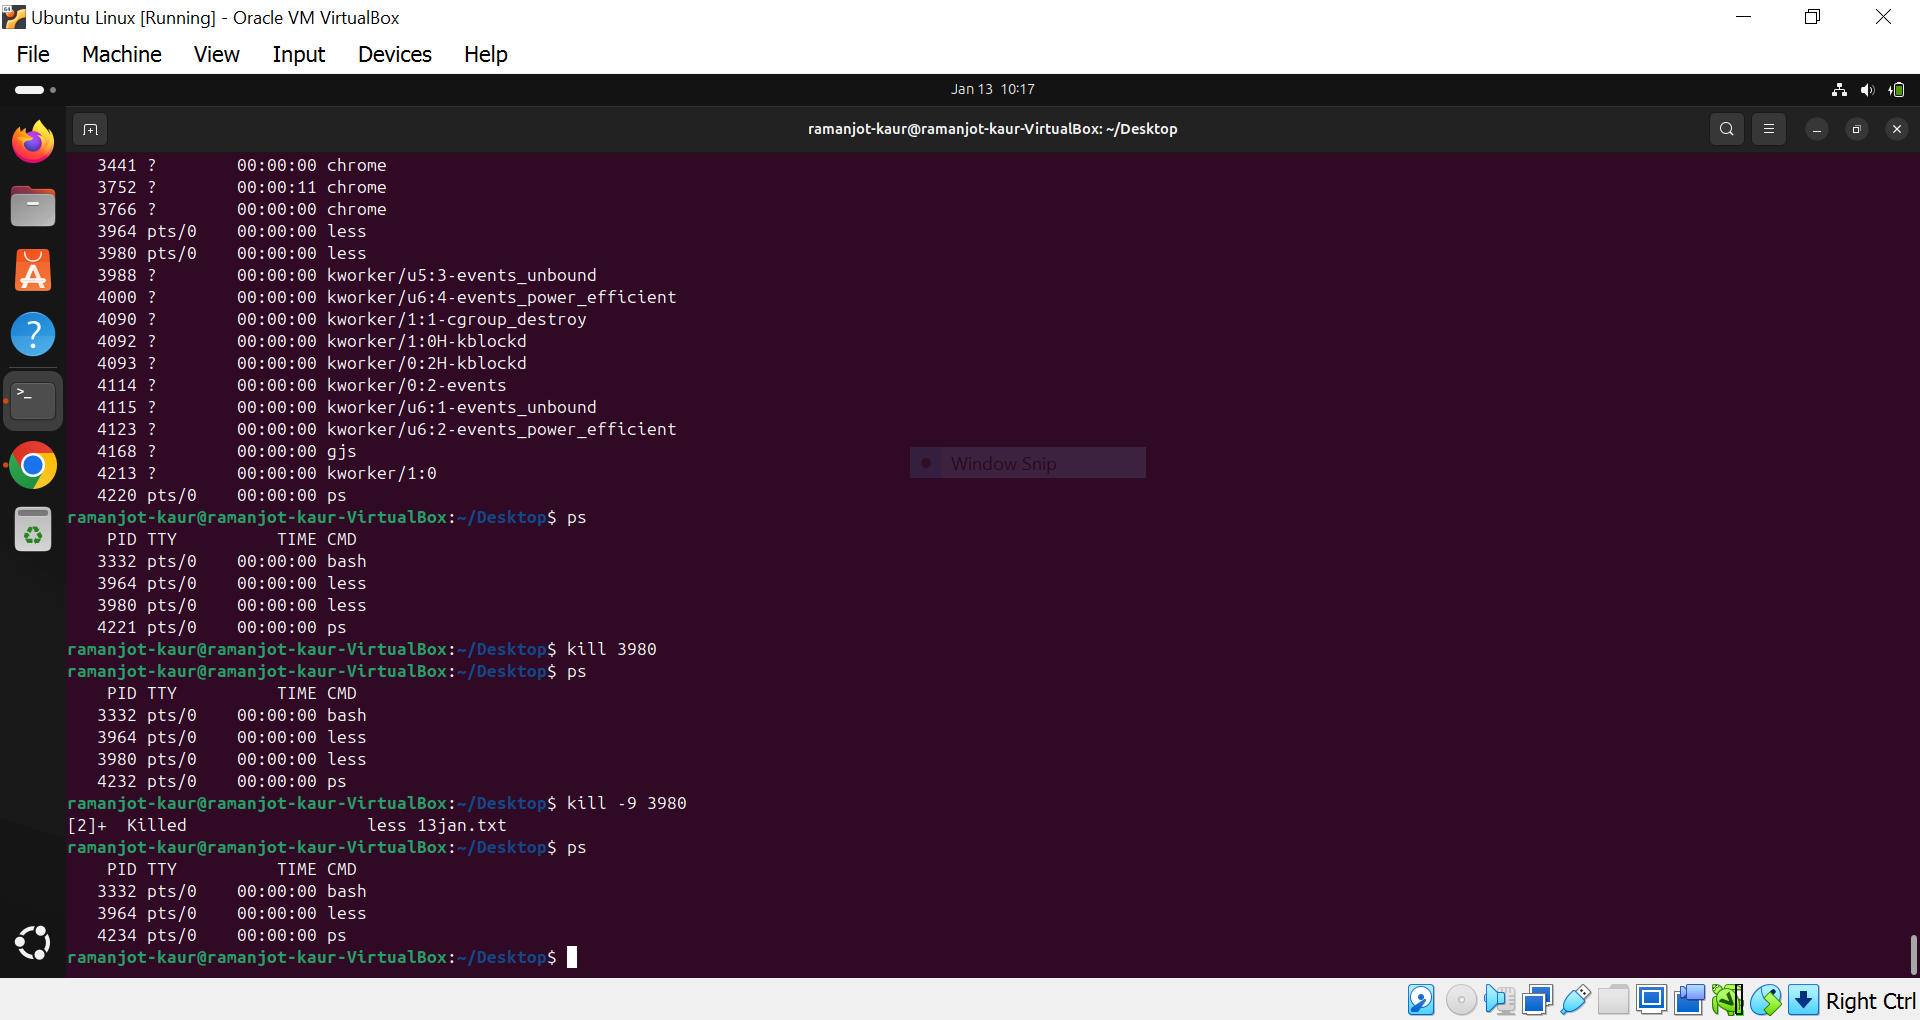 Ubuntu Linux [Running] - Oracle VM VirtualBox
File Machine View Input Devices Help
Jan 13 10:17
ramanjot-kaur@ramanjot-kaur-VirtualBox: ~/Desktop
3441 ? 00:00:00 chrome
3752 ? 00:00:11 chrome
3766 ? 00:00:00 chrome
3964 pts/0 00:00:00 less
3980 pts/0 00:00:00 less
3988 ? 00:00:00 kworker/u5:3-events_unbound
4000 ? 00:00:00 kworker/u6:4-events_power_efficient
4090 ? 00:00:00 kworker/1:1-cgroup_destroy
4092 ? 00:00:00 kworker/1:0H-kblockd
4093 ? 00:00:00 kworker/0:2H-kblockd
4114 ? 00:00:00 kworker/0:2-events
4115 ? 00:00:00 kworker/u6:1-events_unbound
4123 ? 00:00:00 kworker/u6:2-events_power_efficient
4168 ? 00:00:00 gjs
Window Snip
4213 ? 00:00:00 kworker/1:0
4220 pts/0 00:00:00 ps
ramanjot-kaur@ramanjot-kaur-VirtualBox:~/Desktop$ ps
PID TTY TIME CMD
3332 pts/0 00:00:00 bash
3964 pts/0 00:00:00 less
3980 pts/0 00:00:00 less
4221 pts/0 00:00:00 ps
ramanjot-kaur@ramanjot-kaur-VirtualBox:~/Desktop$ kill 3980
ramanjot-kaur@ramanjot-kaur-VirtualBox:~/Desktop$ ps
PID TTY TIME CMD
3332 pts/0 00:00:00 bash
3964 pts/0 00:00:00 less
3980 pts/0 00:00:00 less
4232 pts/0 00:00:00 ps
ramanjot-kaur@ramanjot-kaur-VirtualBox:~/Desktop$ kill -9 3980
[2]+ Killed less 13jan.txt
ramanjot-kaur@ramanjot-kaur-VirtualBox:~/Desktop$ ps
PID TTY TIME CMD
3332 pts/0 00:00:00 bash
3964 pts/0 00:00:00 less
4234 pts/0 00:00:00 ps
ramanjot-kaur@ramanjot-kaur-VirtualBox:~/Desktop$
Right Ctrl